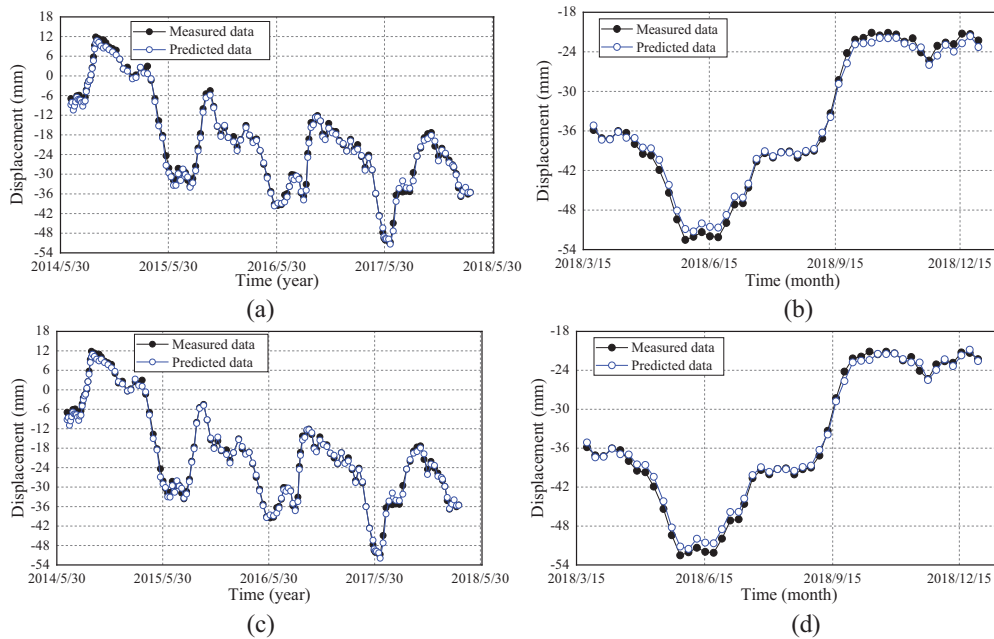 18
12
6
0
-6
-12
-18
-24
-30
-36
-42
-48
-54
Displacement (mm)
Measured data
Predicted data
2014/5/30 2015/5/30 2016/5/30 2017/5/30 2018/5/30
Time (year)
(a)
-18
-24
-30
-36
-42
-48
-54
Displacement (mm)
Measured data
Predicted data
2018/3/15 2018/6/15 2018/9/15 2018/12/15
Time (month)
(b)
18
12
6
0
-6
-12
-18
-24
-30
-36
-42
-48
-54
Displacement (mm)
Measured data
Predicted data
2014/5/30 2015/5/30 2016/5/30 2017/5/30 2018/5/30
Time (year)
(c)
-18
-24
-30
-36
-42
-48
-54
Displacement (mm)
Measured data
Predicted data
2018/3/15 2018/6/15 2018/9/15 2018/12/15
Time (month)
(d)